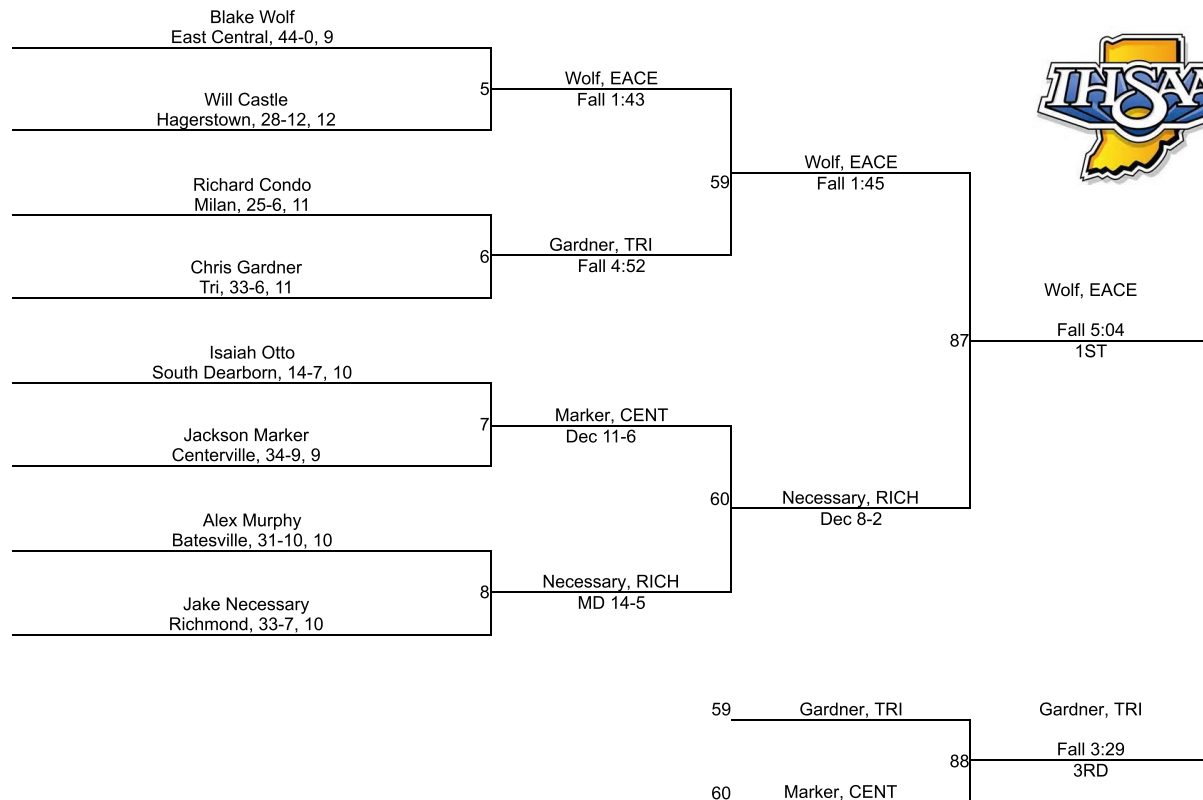 Blake Wolf
East Central, 44-0, 9
Will Castle
Hagerstown, 28-12, 12
5
Wolf, EACE
Fall 1:43
Richard Condo
Milan, 25-6, 11
Chris Gardner
Tri, 33-6, 11
6
Gardner, TRI
Fall 4:52
59
Wolf, EACE
Fall 1:45
Isaiah Otto
South Dearborn, 14-7, 10
Jackson Marker
Centerville, 34-9, 9
7
Marker, CENT
Dec 11-6
Alex Murphy
Batesville, 31-10, 10
Jake Necessary
Richmond, 33-7, 10
8
Necessary, RICH
MD 14-5
60
Necessary, RICH
Dec 8-2
87
Wolf, EACE
Fall 5:04
1ST
IHSAA
59
Gardner, TRI
60
Marker, CENT
88
Gardner, TRI
Fall 3:29
3RD